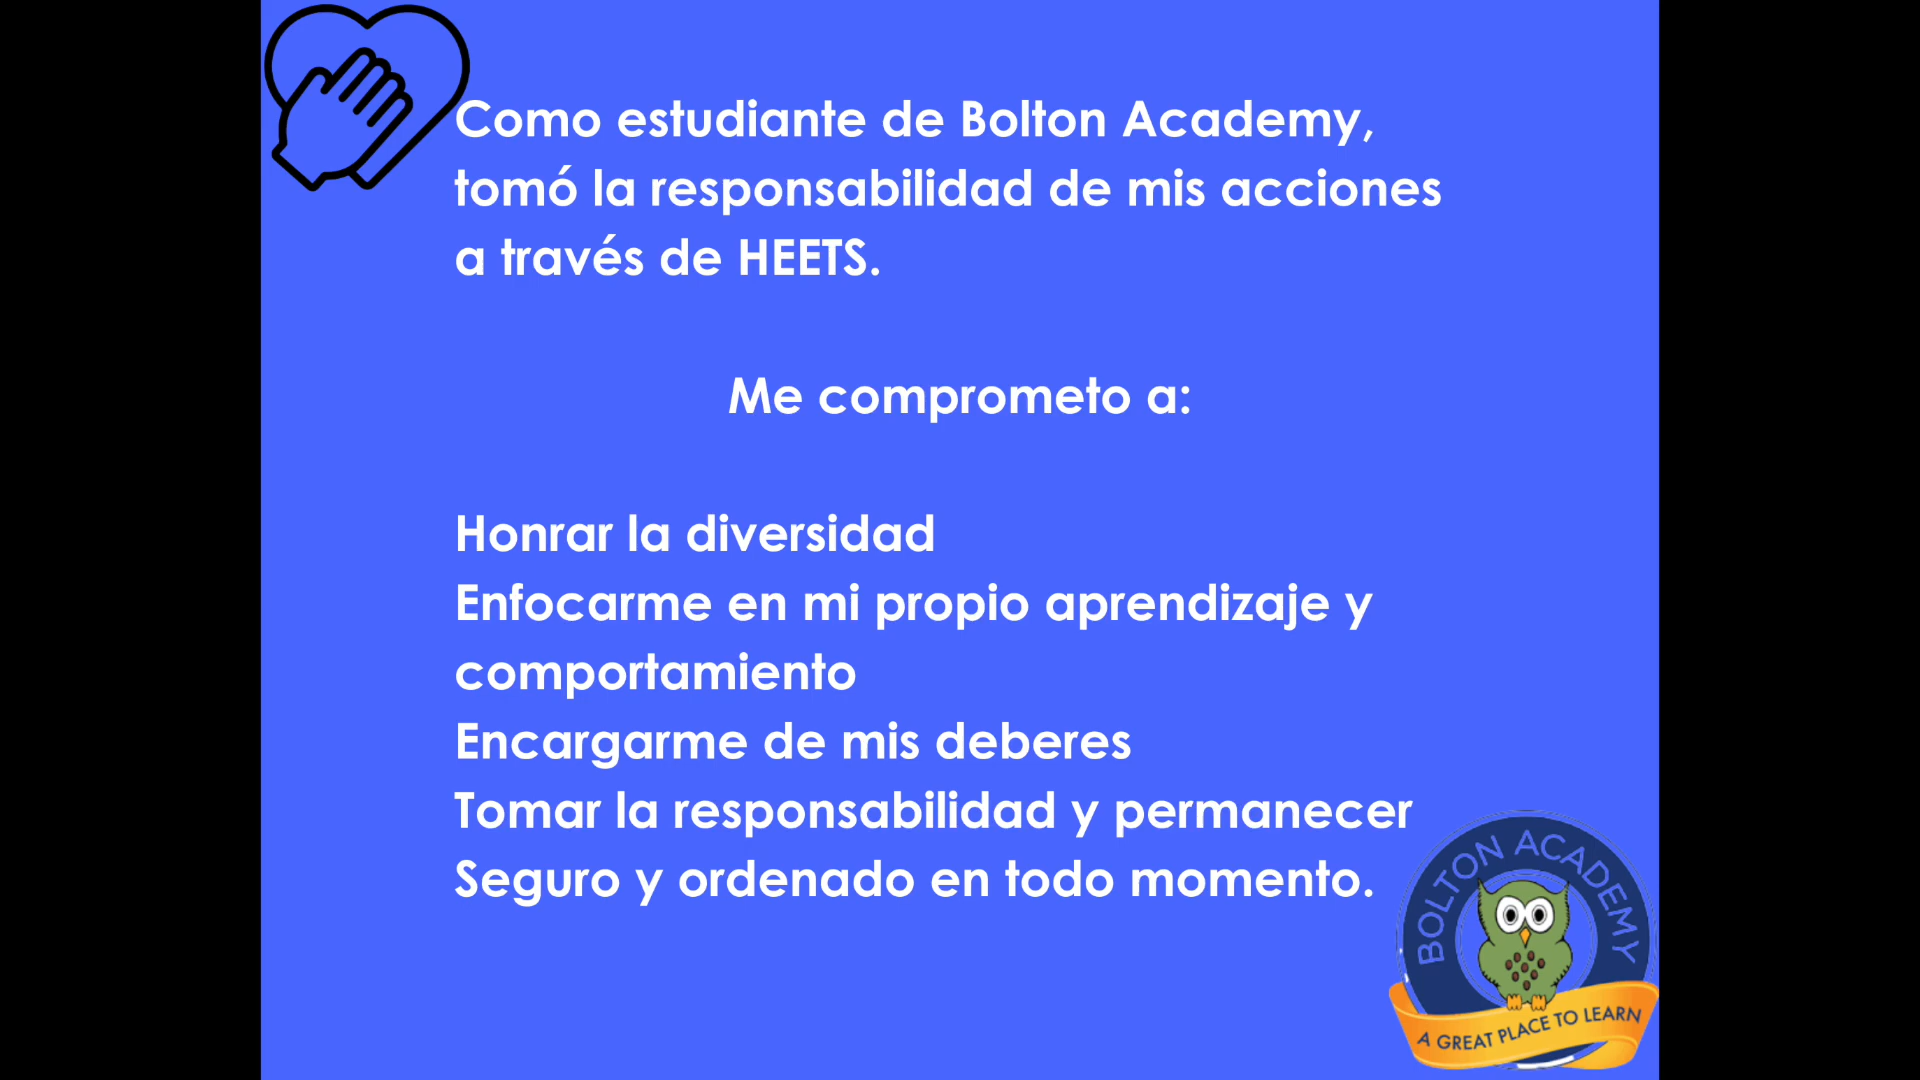 Como estudiante de Bolton Academy,
tomó la responsabilidad de mis acciones
a través de HEETS.
Me comprometo a:
Honrar la diversidad
Enfocarme en mi propio aprendizaje y
comportamiento
Encargarme de mis deberes
Tomar la responsabilidad y permanecer
Seguro y ordenado en todo momento.
BOLTON ACADEMY
A GREAT PLACE TO LEARN